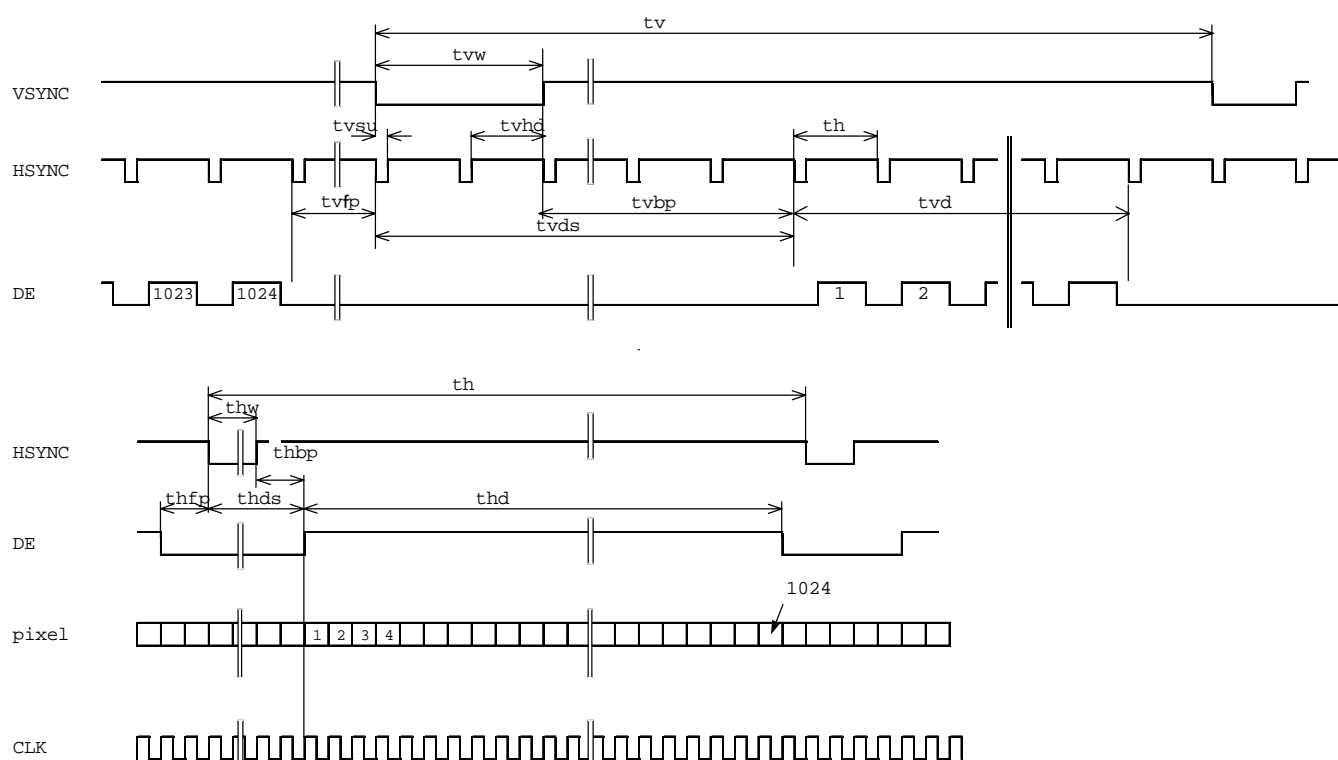 tv
tvw
VSYNC
tvsu
tvhd
th
HSYNC
tvfp
tvbp
tvd
tvds
DE
1023
1024
1
2
th
thw
HSYNC
thbp
thfp
thds
thd
DE
1024
pixel
1 2 3 4
CLK